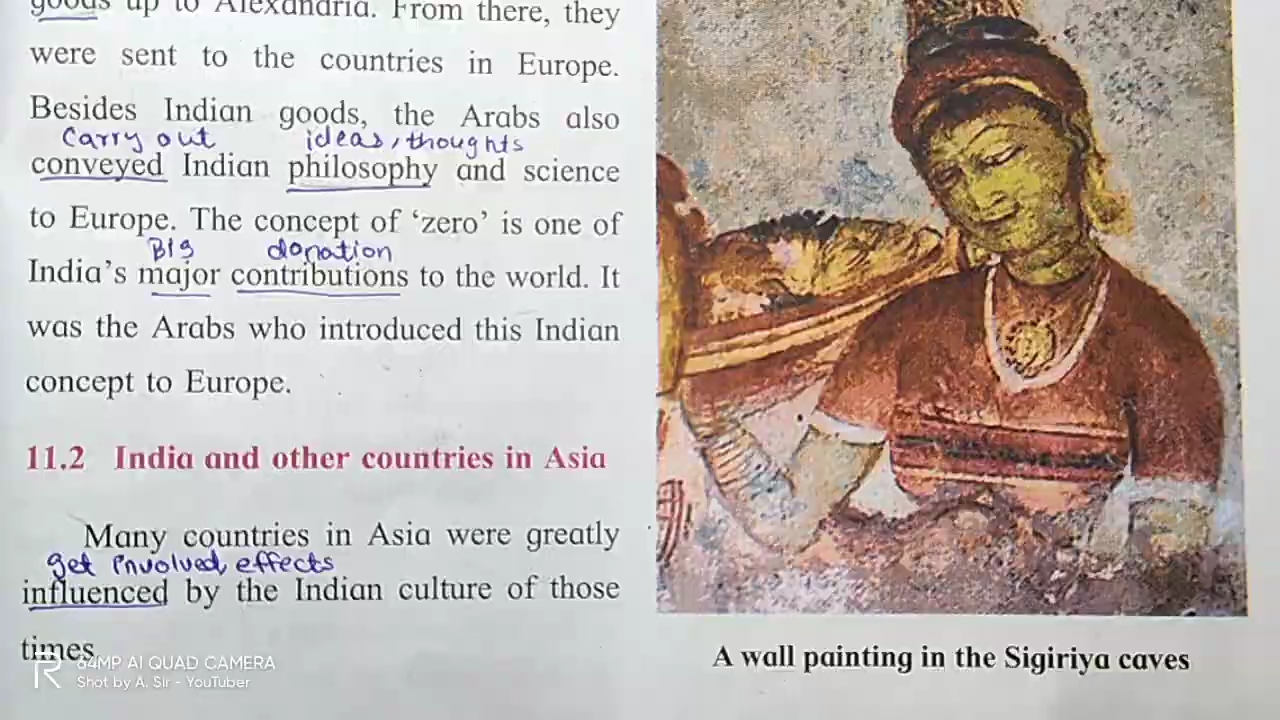 goods up to Alexandria. From there, they
were sent to the countries in Europe.
Besides Indian goods, the Arabs also
carry out ideas, thoughts
conveyed Indian philosophy and science
to Europe. The concept of ‘zero’ is one of
Big donation
India’s major contributions to the world. It
was the Arabs who introduced this Indian
concept to Europe.
11.2 India and other countries in Asia
Many countries in Asia were greatly
get involved, effects
influenced by the Indian culture of those
times.
A wall painting in the Sigiriya caves
64MP AI QUAD CAMERA
Shot by A. Sir - YouTuber